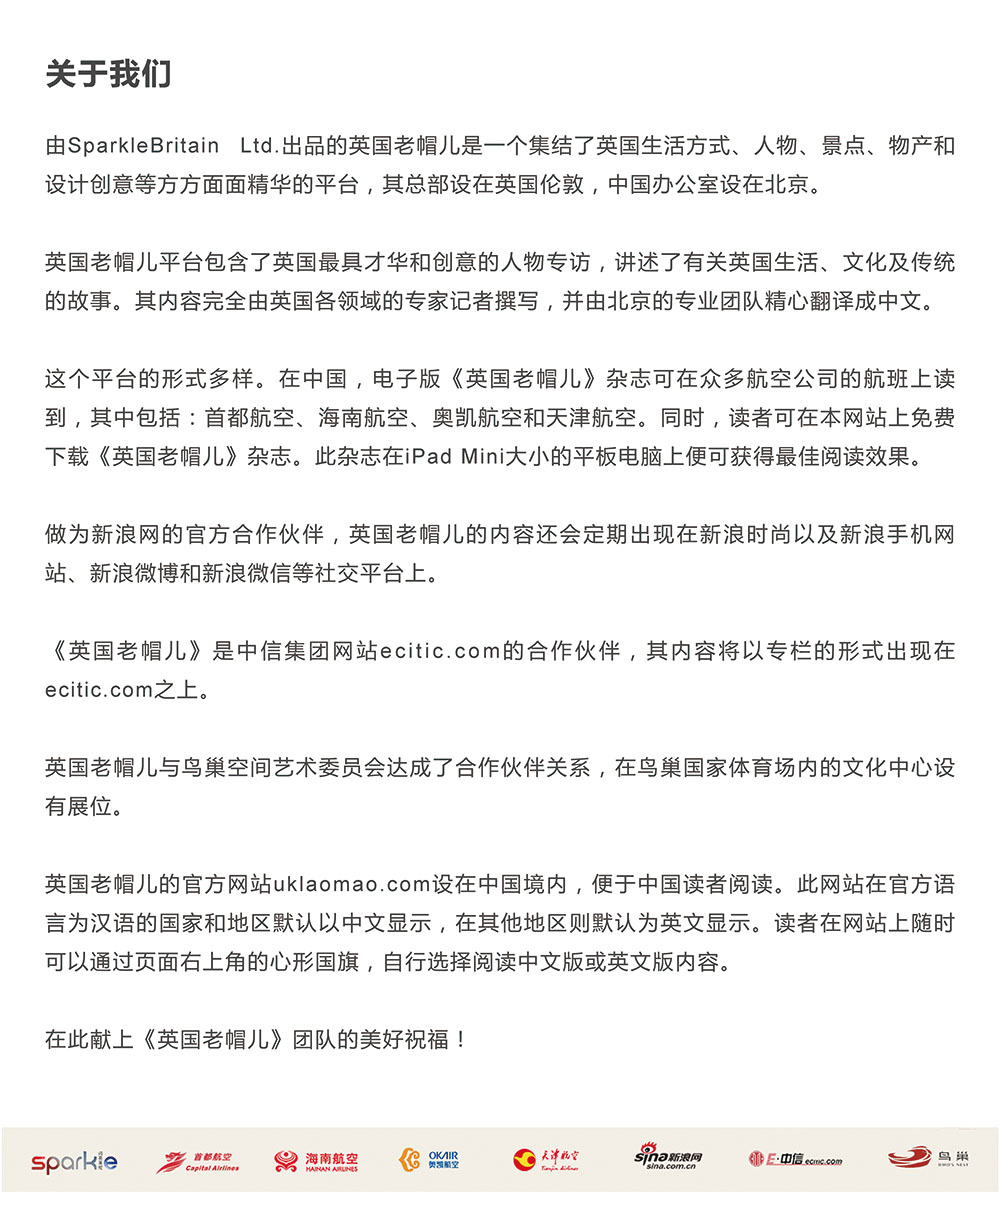 关于我们
由SparkleBritain Ltd.出品的英国老帽儿是一个集结了英国生活方式、人物、景点、物产和
设计创意等方方面面精华的平台，其总部设在英国伦敦，中国办公室设在北京。
英国老帽儿平台包含了英国最具才华和创意的人物专访，讲述了有关英国生活、文化及传统
的故事。其内容完全由英国各领域的专家记者撰写，并由北京的专业团队精心翻译成中文。
这个平台的形式多样。在中国，电子版《英国老帽儿》杂志可在众多航空公司的航班上读
到，其中包括：首都航空、海南航空、奥凯航空和天津航空。同时，读者可在本网站上免费
下载《英国老帽儿》杂志。此杂志在iPad Mini大小的平板电脑上便可获得最佳阅读效果。
做为新浪网的官方合作伙伴，英国老帽儿的内容还会定期出现在新浪时尚以及新浪手机网
站、新浪微博和新浪微信等社交平台上。
《英国老帽儿》是中信集团网站ecitic.com的合作伙伴，其内容将以专栏的形式出现在
ecitic.com之上。
英国老帽儿与鸟巢空间艺术委员会达成了合作伙伴关系，在鸟巢国家体育场内的文化中心设
有展位。
英国老帽儿的官方网站uklaomao.com设在中国境内，便于中国读者阅读。此网站在官方语
言为汉语的国家和地区默认以中文显示，在其他地区则默认为英文显示。读者在网站上随时
可以通过页面右上角的心形国旗，自行选择阅读中文版或英文版内容。
在此献上《英国老帽儿》团队的美好祝福！
sparkle
首都航空
Capital Airlines
海南航空
HAINAN AIRLINES
OKAIR
奥凯航空
天津航空
Tianjin Airlines
sina新浪网
sina.com.cn
E·中信 ecitic.com
鸟巢
BIRD'S NEST